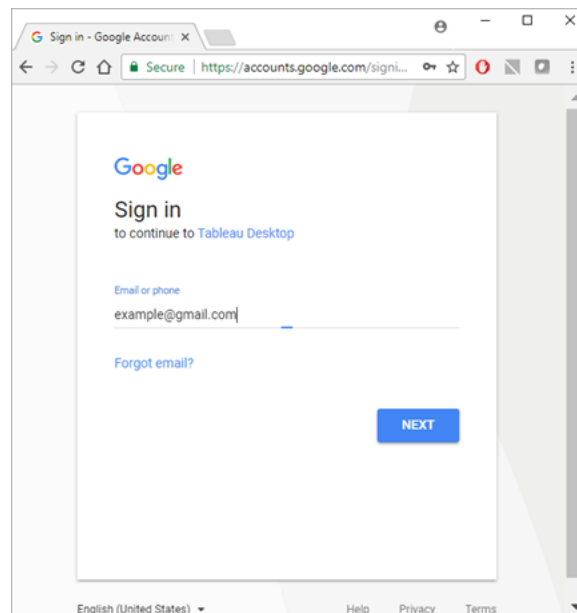 Sign in - Google Accoun
Secure | https://accounts.google.com/signi...
Google
Sign in
to continue to Tableau Desktop
Email or phone
example@gmail.com
Forgot email?
NEXT
English (United States) Help Privacy Terms